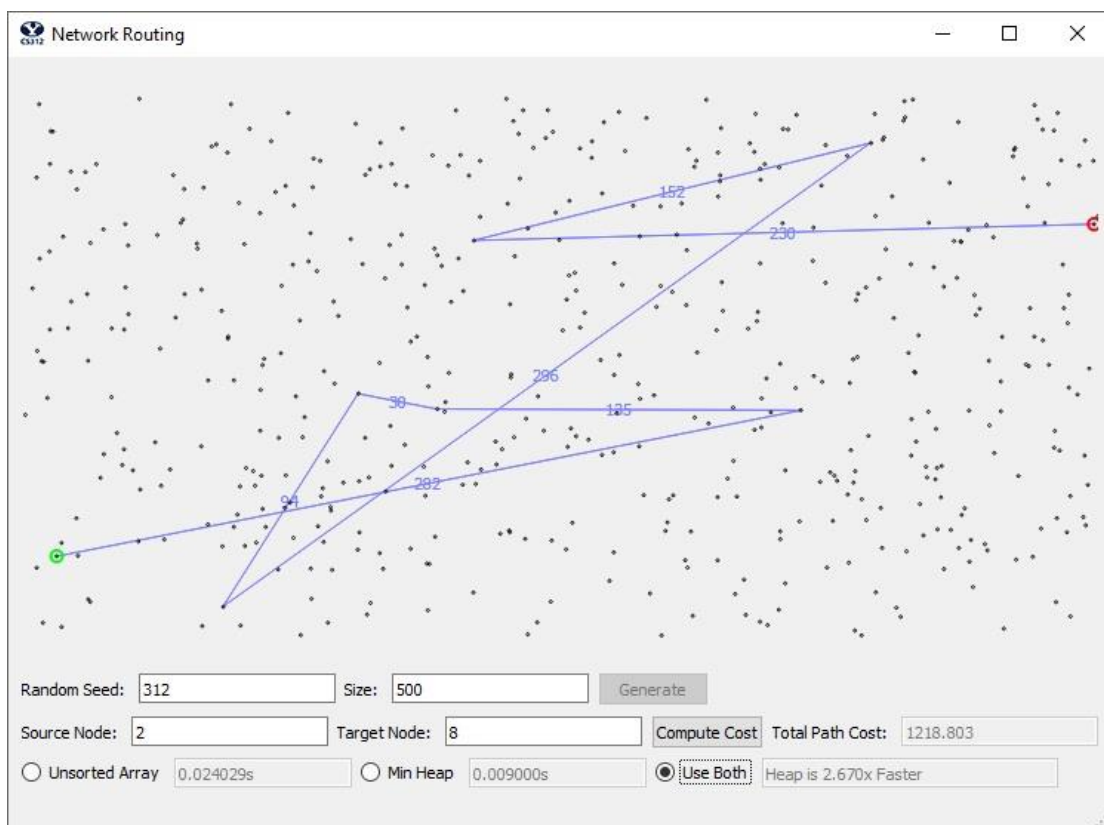 CS312 Network Routing
152
230
296
30
135
282
94
Random Seed: 312 Size: 500 Generate
Source Node: 2 Target Node: 8 Compute Cost Total Path Cost: 1218.803
Unsorted Array 0.024029s Min Heap 0.009000s Use Both Heap is 2.670x Faster